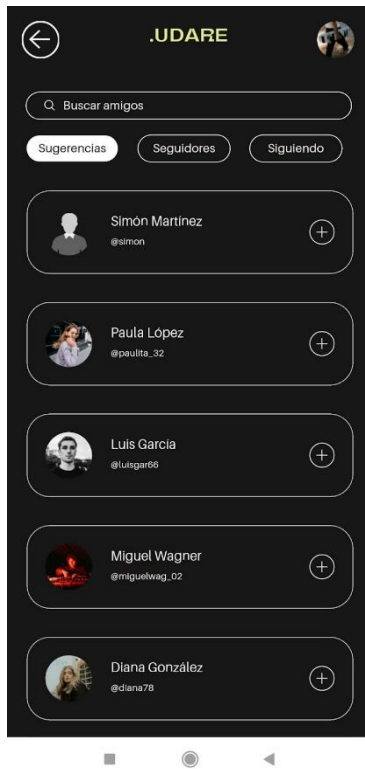 .UDARE
Buscar amigos
Sugerencias
Seguidores
Siguiendo
Simón Martínez
@simon
Paula López
@paulita_32
Luis García
@luisgar66
Miguel Wagner
@miguelwag_02
Diana González
@diana78